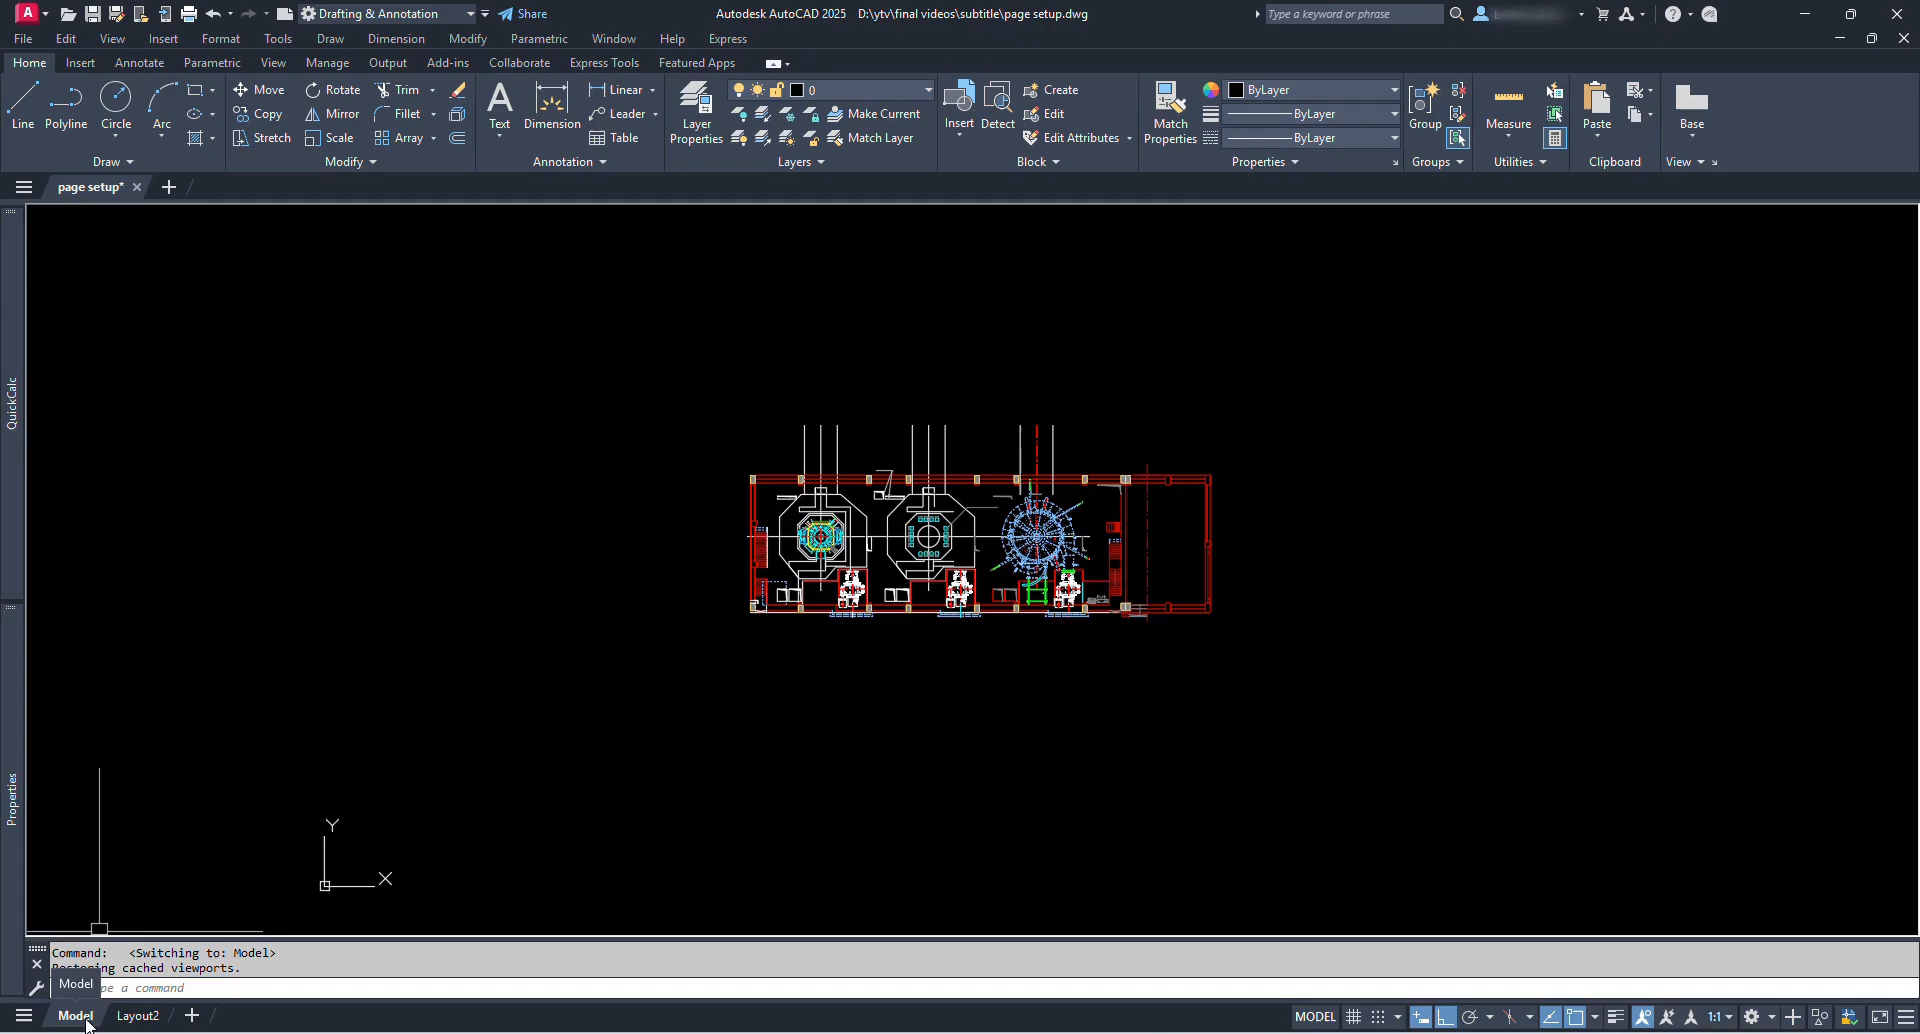 Drafting & Annotation
Share
Autodesk AutoCAD 2025 D:\ytv\final videos\subtitle\page setup.dwg
Type a keyword or phrase
File Edit View Insert Format Tools Draw Dimension Modify Parametric Window Help Express
Home Insert Annotate Parametric View Manage Output Add-ins Collaborate Express Tools Featured Apps
Line Polyline Circle Arc
Draw
Move Rotate Trim
Copy Mirror Fillet
Stretch Scale Array
Modify
Text Dimension
Linear
Leader
Table
Annotation
Layer Properties
0
Make Current
Match Layer
Layers
Insert Detect
Create
Edit
Edit Attributes
Block
Match Properties
ByLayer
ByLayer
ByLayer
Properties
Group
Groups
Measure
Utilities
Paste
Clipboard
Base
View
page setup*
QuickCalc
Properties
Y
X
Command: <Switching to: Model>
ng cached viewports.
Model
pe a command
Model Layout2
MODEL
1:1